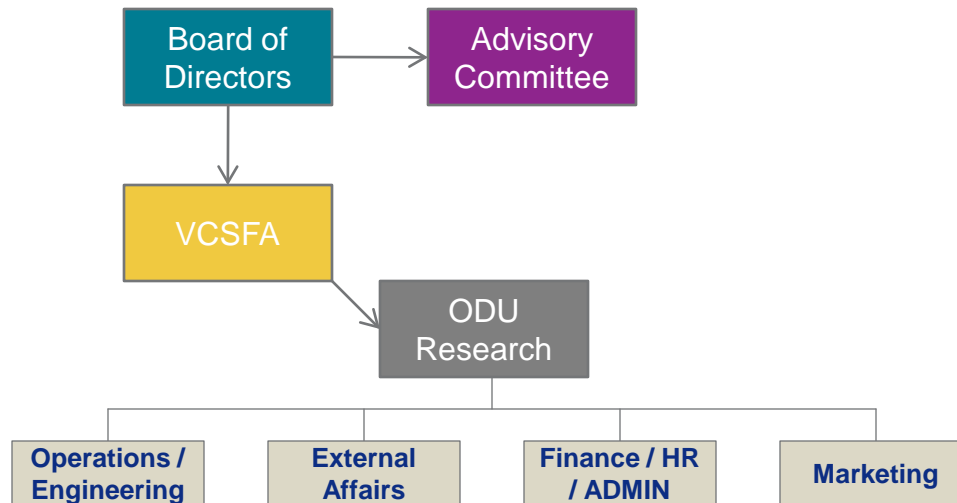 Board of
Directors
Advisory
Committee
VCSFA
ODU
Research
Operations /
Engineering
External
Affairs
Finance / HR
/ ADMIN
Marketing